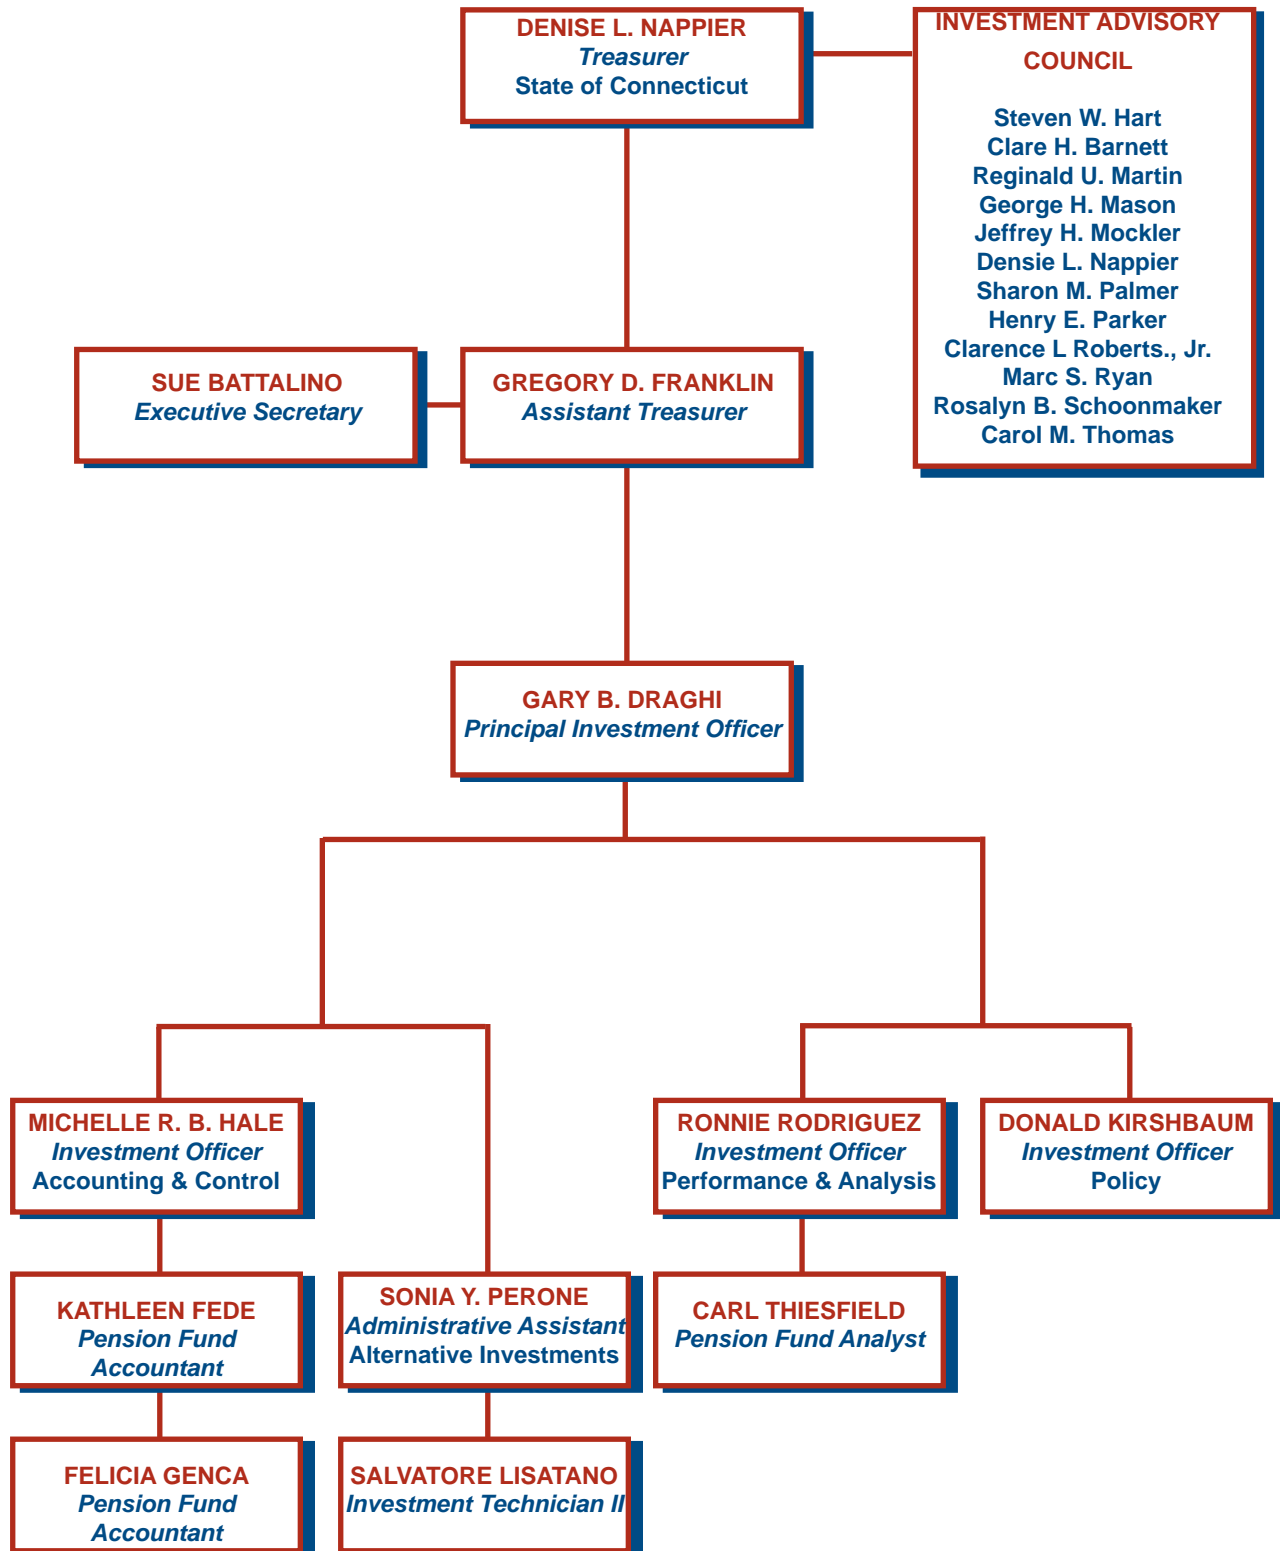 DENISE L. NAPPIER
Treasurer
State of Connecticut
INVESTMENT ADVISORY
COUNCIL
Steven W. Hart
Clare H. Barnett
Reginald U. Martin
George H. Mason
Jeffrey H. Mockler
Densie L. Nappier
Sharon M. Palmer
Henry E. Parker
Clarence L Roberts., Jr.
Marc S. Ryan
Rosalyn B. Schoonmaker
Carol M. Thomas
SUE BATTALINO
Executive Secretary
GREGORY D. FRANKLIN
Assistant Treasurer
GARY B. DRAGHI
Principal Investment Officer
MICHELLE R. B. HALE
Investment Officer
Accounting & Control
RONNIE RODRIGUEZ
Investment Officer
Performance & Analysis
DONALD KIRSHBAUM
Investment Officer
Policy
KATHLEEN FEDE
Pension Fund
Accountant
SONIA Y. PERONE
Administrative Assistant
Alternative Investments
CARL THIESFIELD
Pension Fund Analyst
FELICIA GENCA
Pension Fund
Accountant
SALVATORE LISATANO
Investment Technician II